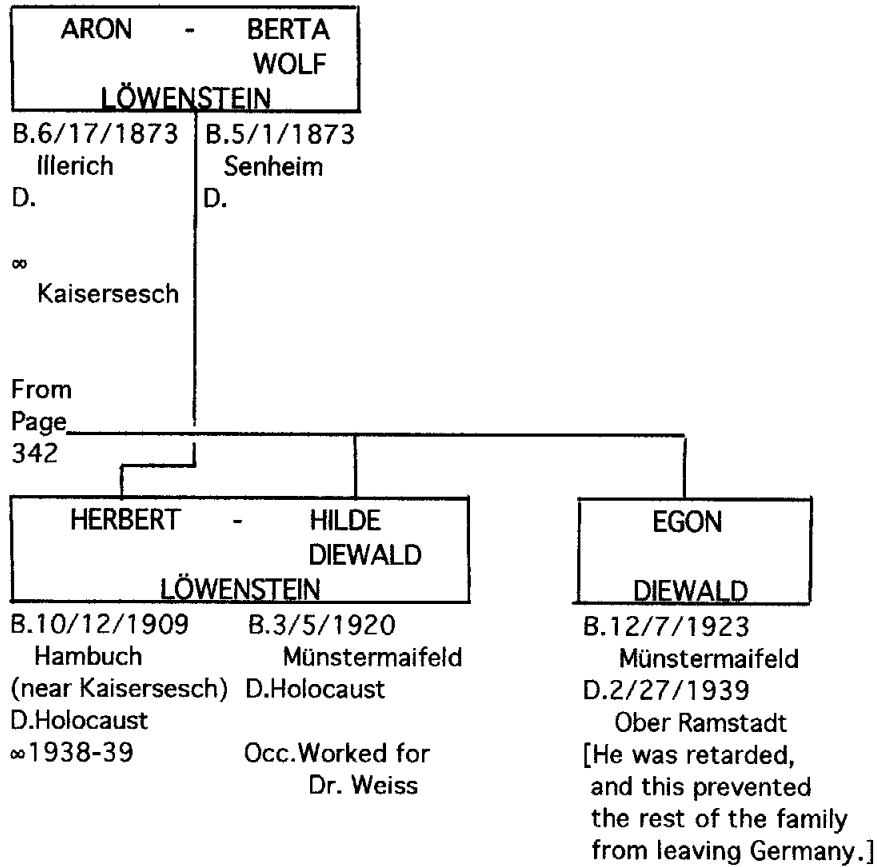 ARON - BERTA
WOLF
LÖWENSTEIN
B.6/17/1873 B.5/1/1873
Illerich Senheim
D. D.
∞
Kaisersesch
From
Page
342
HERBERT - HILDE
DIEWALD
LÖWENSTEIN
B.10/12/1909 B.3/5/1920
Hambuch Münstermaifeld
(near Kaisersesch) D.Holocaust
D.Holocaust
∞1938-39 Occ.Worked for
Dr. Weiss
EGON
DIEWALD
B.12/7/1923
Münstermaifeld
D.2/27/1939
Ober Ramstadt
[He was retarded,
and this prevented
the rest of the family
from leaving Germany.]